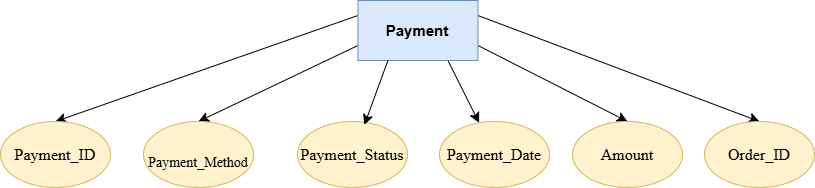 Payment
Payment_ID
Payment_Method
Payment_Status
Payment_Date
Amount
Order_ID